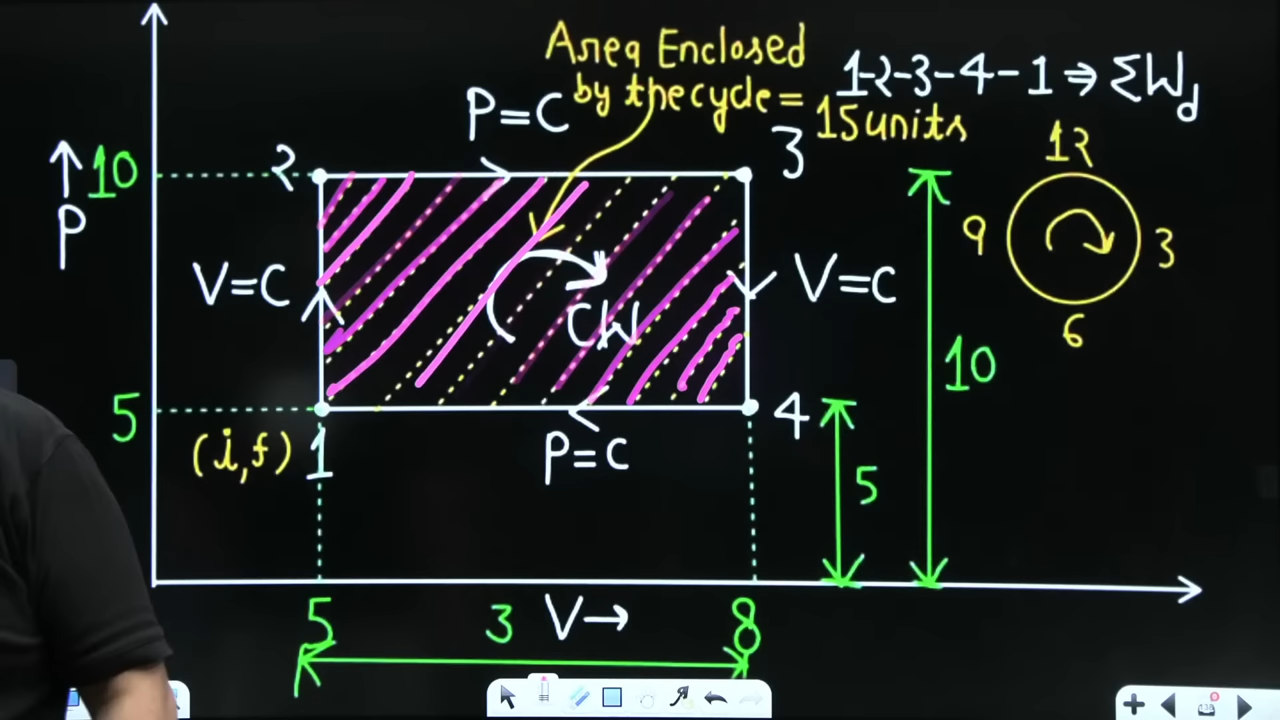 Area Enclosed
by the cycle = 15 units
1-2-3-4-1 ⇒ ΣWd
P=C
2
3
10
↑
P
V=C
CW
V=C
12
9
3
6
5
(i,f) 1
P=C
4
5
10
5
3
V→
8
138